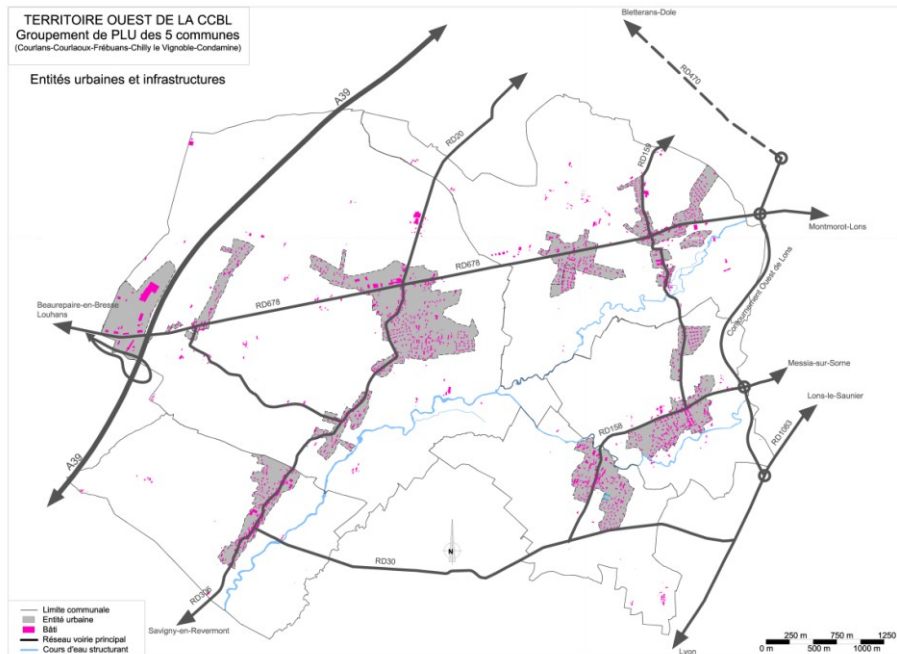 TERRITOIRE OUEST DE LA CCBL
Groupement de PLU des 5 communes
(Courlans-Courlaoux-Frébuans-Chilly le Vignoble-Condamine)
Entités urbaines et infrastructures
Bletterans-Dole
RD470
A39
RD20
RD159
Montmorot-Lons
RD678
Contournement Ouest de Lons
RD678
Beaurepaire-en-Bresse
Louhans
Messia-sur-Sorne
Lons-le-Saunier
RD1083
RD158
A39
N
RD30
RD306
Savigny-en-Revermont
Lyon
Limite communale
Entité urbaine
Bâti
Réseau voirie principal
Cours d'eau structurant
250 m 750 m 1250
0 m 500 m 1000 m